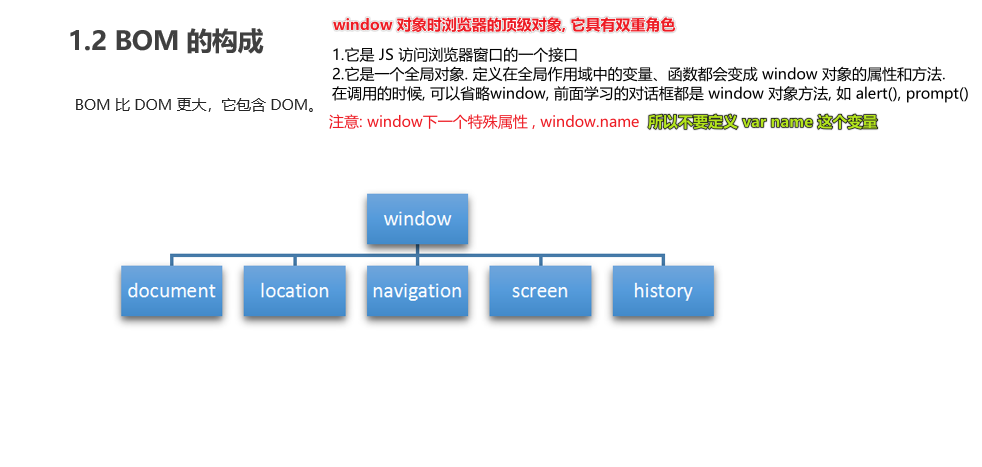 1.2 BOM 的构成
BOM 比 DOM 更大，它包含 DOM。
window 对象时浏览器的顶级对象, 它具有双重角色
1.它是 JS 访问浏览器窗口的一个接口
2.它是一个全局对象. 定义在全局作用域中的变量、函数都会变成 window 对象的属性和方法.
在调用的时候, 可以省略window, 前面学习的对话框都是 window 对象方法, 如 alert(), prompt()
注意: window下一个特殊属性 , window.name 所以不要定义 var name 这个变量
window
document location navigation screen history